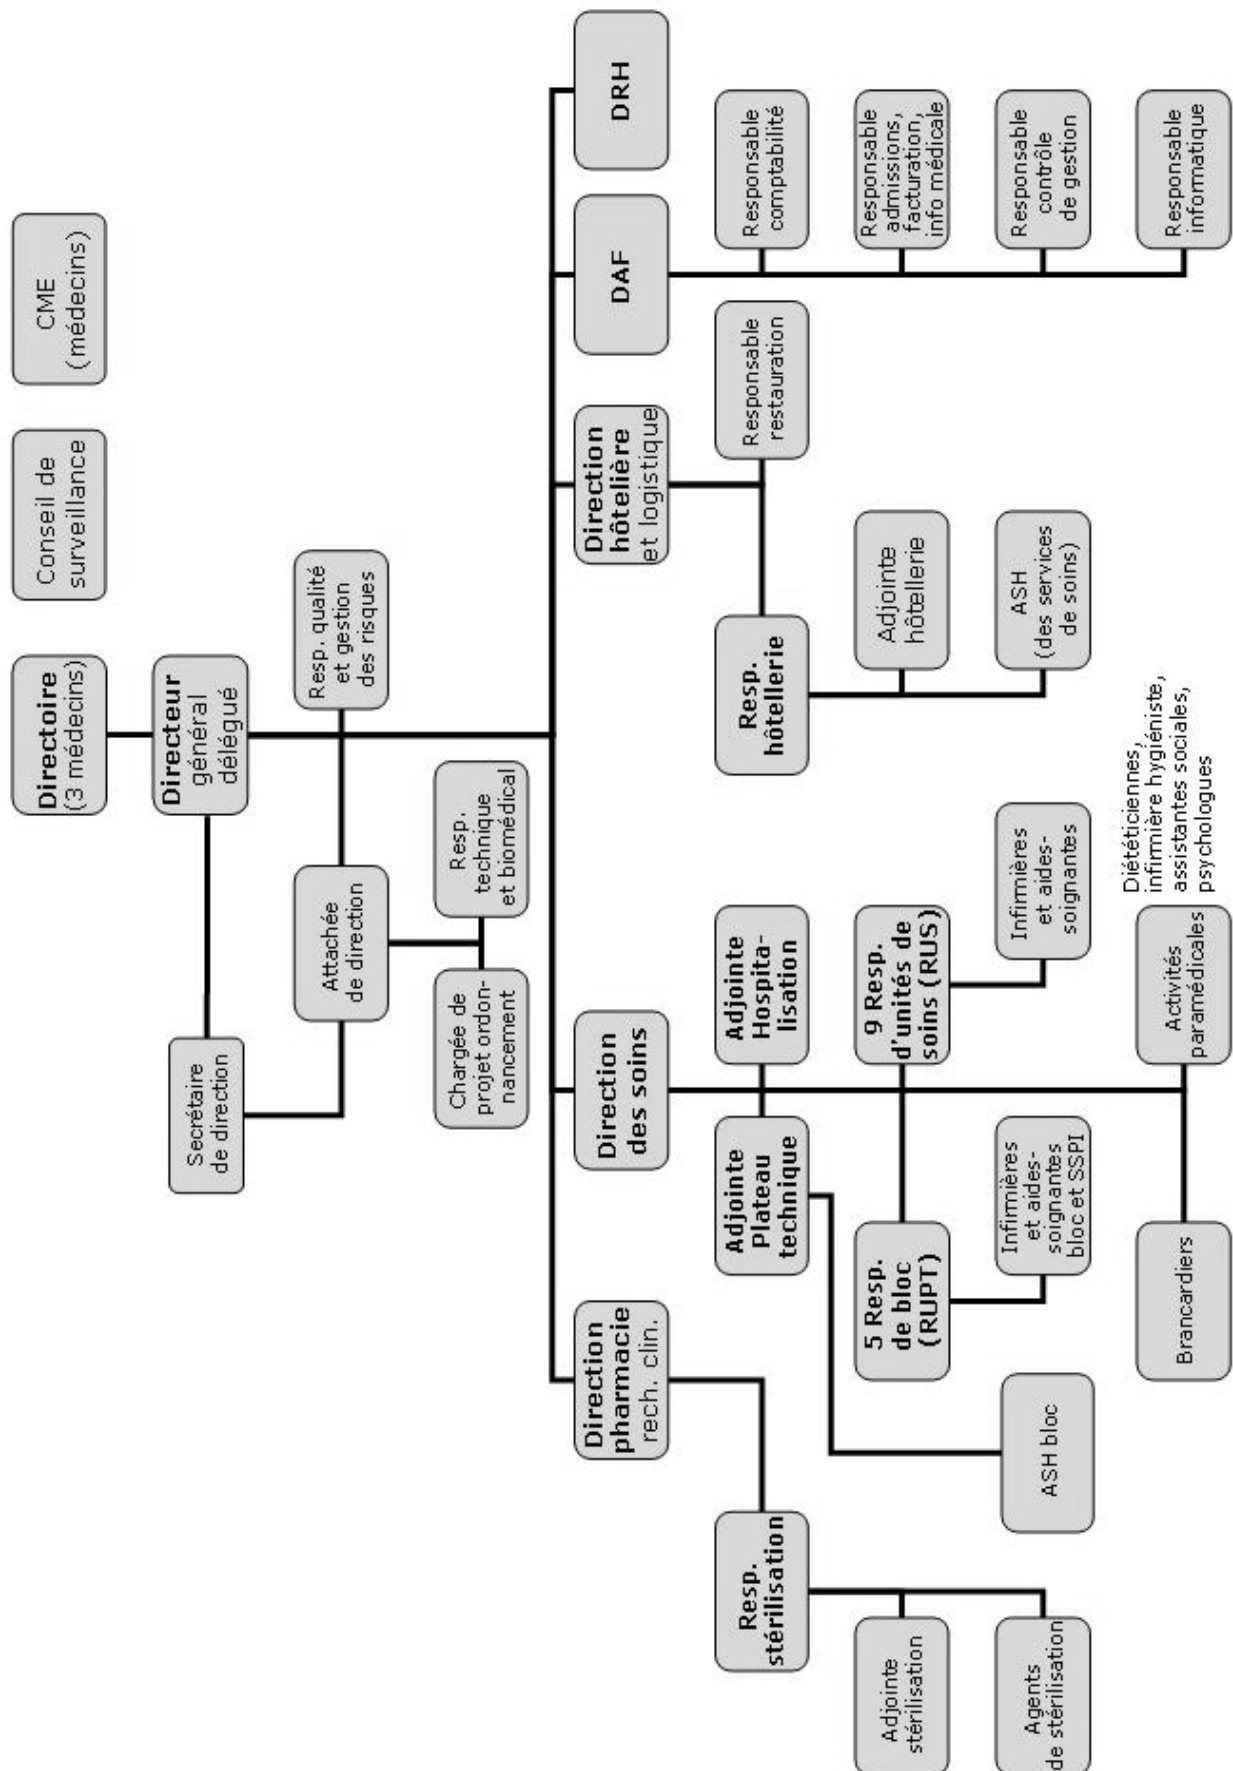 Directoire
(3 médecins)
Conseil de
surveillance
CME
(médecins)
Directeur
général
délégué
Secrétaire
de direction
Attachée
de direction
Resp. qualité
et gestion
des risques
Chargée de
projet ordon-
nancement
Resp.
technique
et biomédical
Direction
pharmacie
rech. clin.
Direction
des soins
Direction
hôtelière
et logistique
DAF
DRH
Resp.
stérilisation
Adjointe
Plateau
technique
Adjointe
Hospita-
lisation
Resp.
hôtellerie
Responsable
restauration
Responsable
comptabilité
Adjointe
stérilisation
5 Resp.
de bloc
(RUPT)
9 Resp.
d'unités de
soins (RUS)
Adjointe
hôtellerie
Responsable
admissions,
facturation,
info médicale
Agents
de stérilisation
ASH bloc
Infirmières
et aides-
soignantes
bloc et SSPI
Infirmières
et aides-
soignantes
ASH
(des services
de soins)
Responsable
contrôle
de gestion
Brancardiers
Activités
paramédicales
Diététiciennes,
infirmière hygiéniste,
assistantes sociales,
psychologues
Responsable
informatique